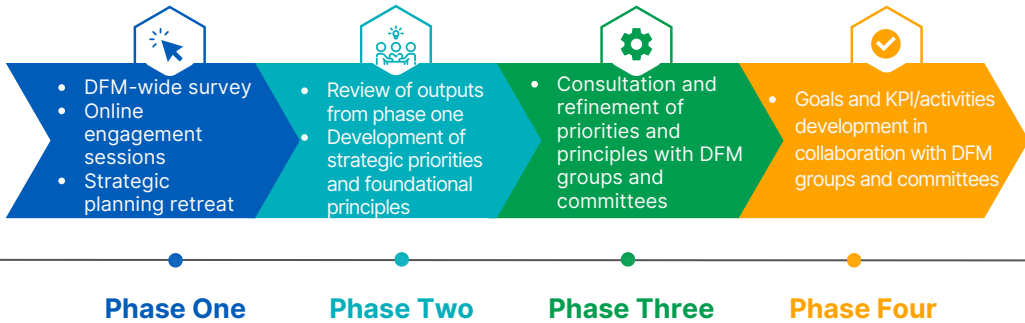 • DFM-wide survey
• Online
engagement
sessions
• Strategic
planning retreat
• Review of outputs
from phase one
• Development of
strategic priorities
and foundational
principles
• Consultation and
refinement of
priorities and
principles with DFM
groups and
committees
• Goals and KPI/activities
development in
collaboration with DFM
groups and committees
Phase One
Phase Two
Phase Three
Phase Four